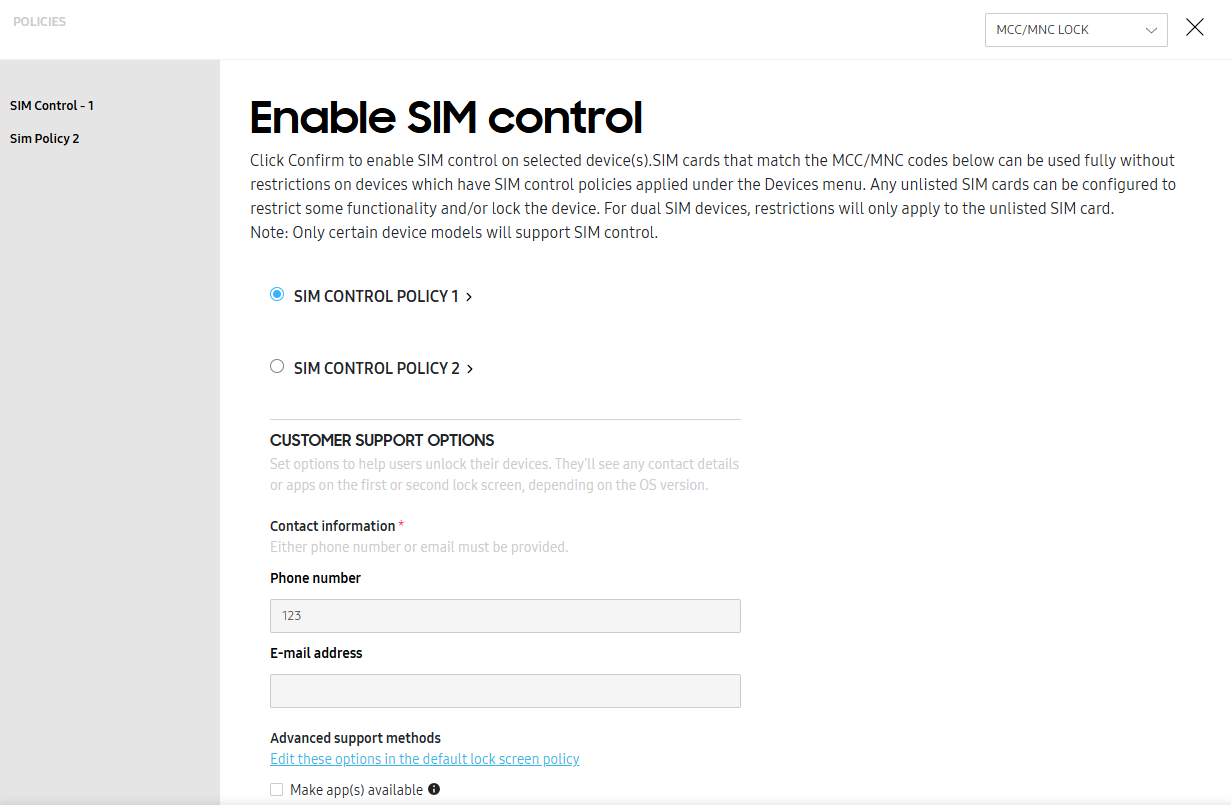 POLICIES
MCC/MNC LOCK
SIM Control - 1
Sim Policy 2
Enable SIM control
Click Confirm to enable SIM control on selected device(s).SIM cards that match the MCC/MNC codes below can be used fully without
restrictions on devices which have SIM control policies applied under the Devices menu. Any unlisted SIM cards can be configured to
restrict some functionality and/or lock the device. For dual SIM devices, restrictions will only apply to the unlisted SIM card.
Note: Only certain device models will support SIM control.
SIM CONTROL POLICY 1 >
SIM CONTROL POLICY 2 >
CUSTOMER SUPPORT OPTIONS
Set options to help users unlock their devices. They'll see any contact details
or apps on the first or second lock screen, depending on the OS version.
Contact information *
Either phone number or email must be provided.
Phone number
123
E-mail address
Advanced support methods
Edit these options in the default lock screen policy
Make app(s) available